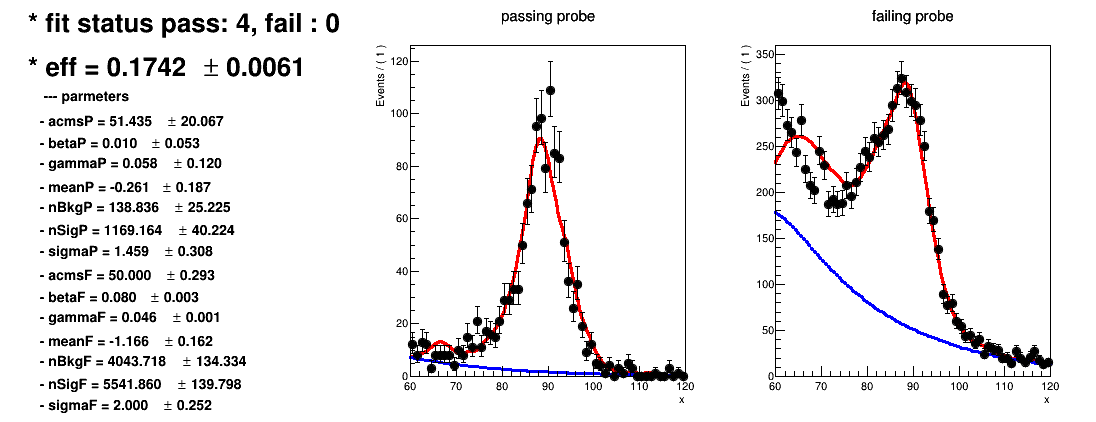 * fit status pass: 4, fail : 0
* eff = 0.1742 ± 0.0061
--- parmeters
- acmsP = 51.435 ± 20.067
- betaP = 0.010 ± 0.053
- gammaP = 0.058 ± 0.120
- meanP = -0.261 ± 0.187
- nBkgP = 138.836 ± 25.225
- nSigP = 1169.164 ± 40.224
- sigmaP = 1.459 ± 0.308
- acmsF = 50.000 ± 0.293
- betaF = 0.080 ± 0.003
- gammaF = 0.046 ± 0.001
- meanF = -1.166 ± 0.162
- nBkgF = 4043.718 ± 134.334
- nSigF = 5541.860 ± 139.798
- sigmaF = 2.000 ± 0.252
passing probe
Events / ( 1 )
120
100
80
60
40
20
0
60 70 80 90 100 110 120
x
failing probe
Events / ( 1 )
350
300
250
200
150
100
50
0
60 70 80 90 100 110 120
x